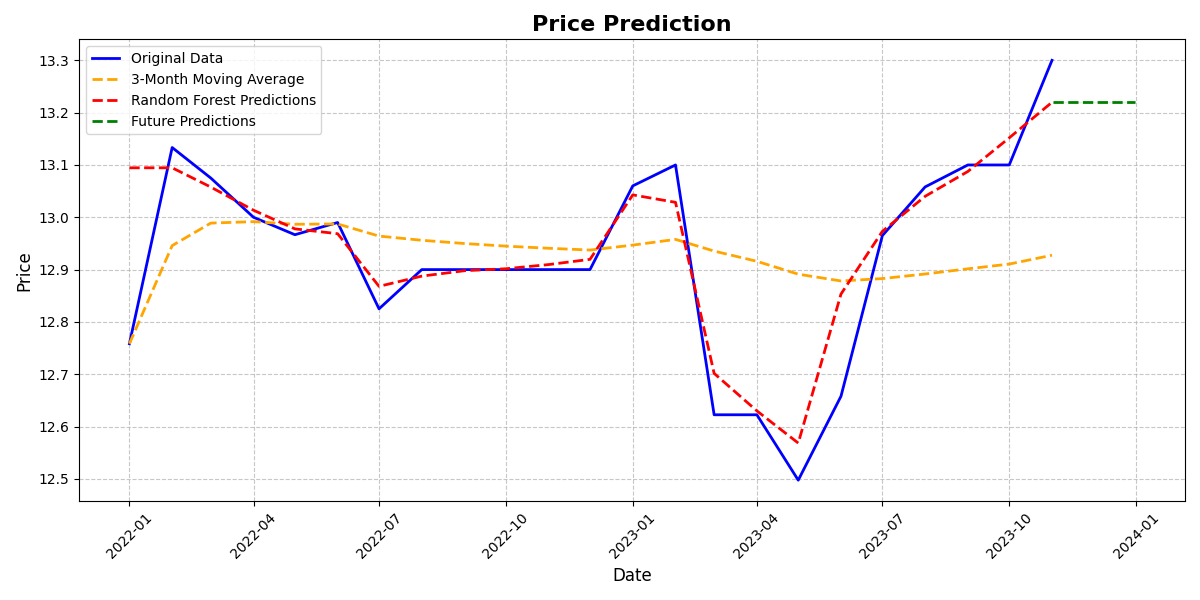 Price Prediction
Original Data
3-Month Moving Average
Random Forest Predictions
Future Predictions
Price
13.3
13.2
13.1
13.0
12.9
12.8
12.7
12.6
12.5
2022-01
2022-04
2022-07
2022-10
2023-01
2023-04
2023-07
2023-10
2024-01
Date